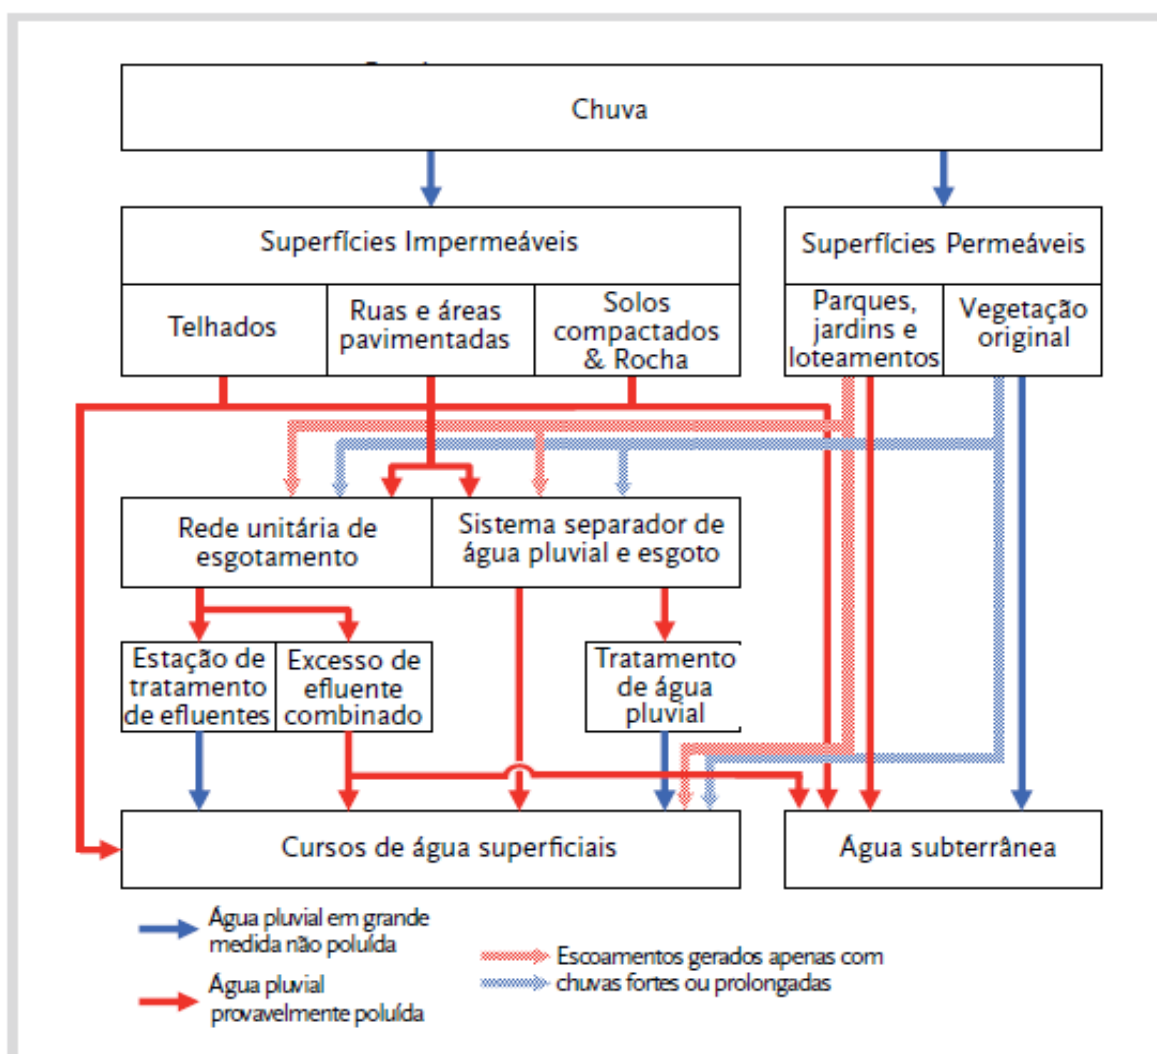 Chuva
Superfícies Impermeáveis
Superfícies Permeáveis
Telhados
Ruas e áreas
pavimentadas
Solos
compactados
& Rocha
Parques,
jardins e
loteamentos
Vegetação
original
Rede unitária de
esgotamento
Sistema separador de
água pluvial e esgoto
Estação de
tratamento
de efluentes
Excesso de
efluente
combinado
Tratamento
de água
pluvial
Cursos de água superficiais
Água subterrânea
Água pluvial em grande
medida não poluída
Água pluvial
provavelmente poluída
Escoamentos gerados apenas com
chuvas fortes ou prolongadas